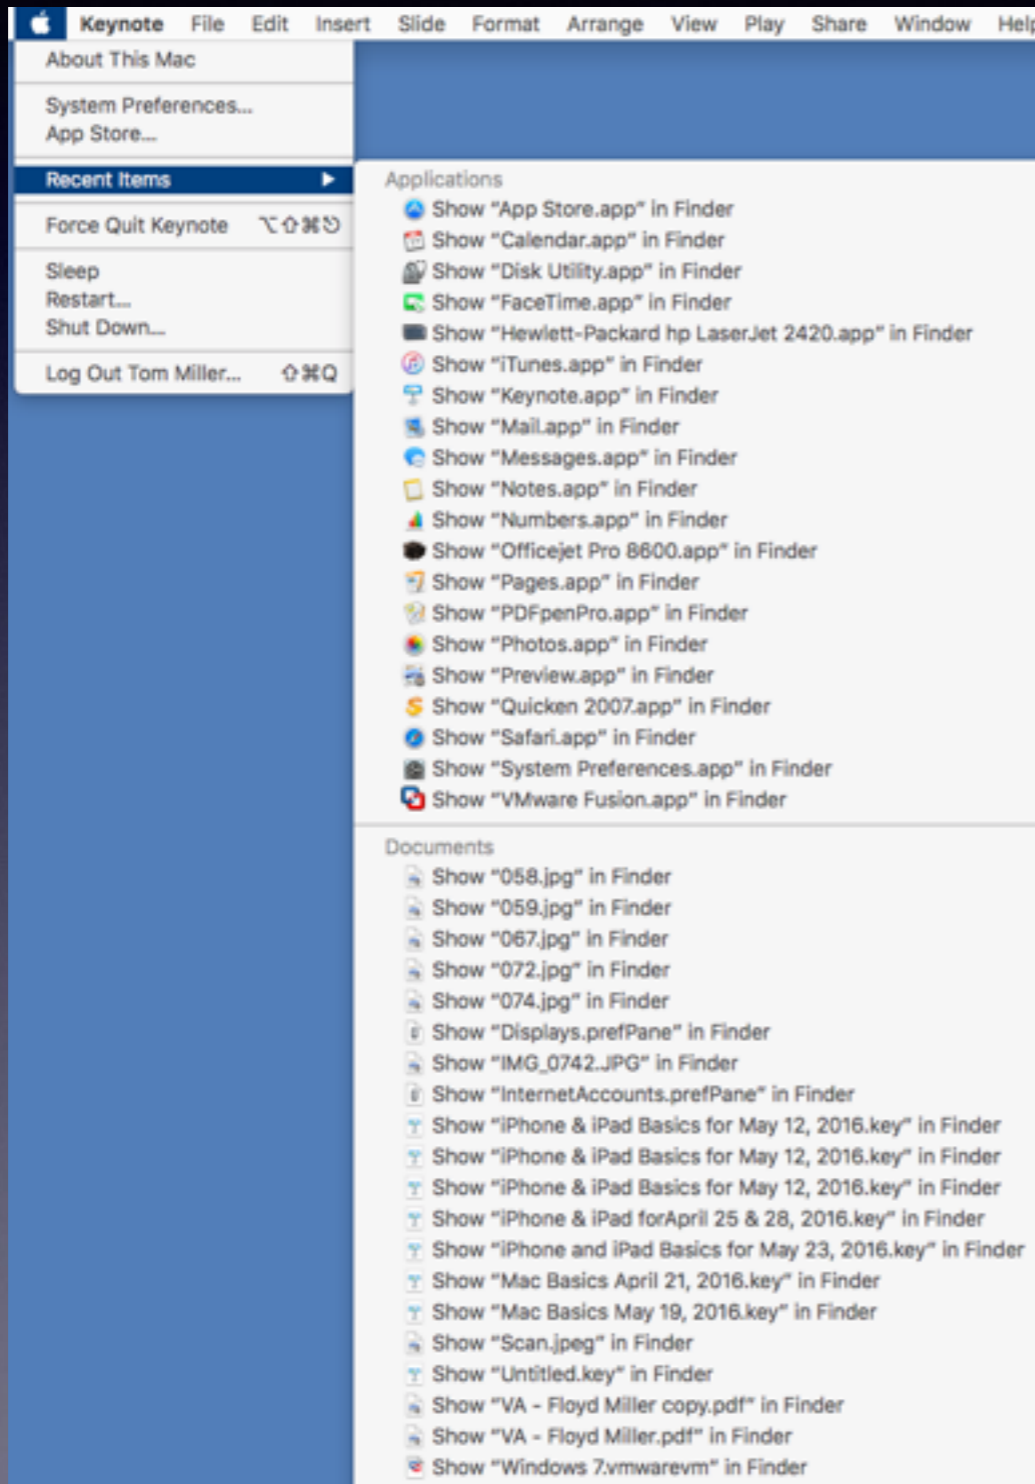 Keynote File Edit Insert Slide Format Arrange View Play Share Window Help
About This Mac
System Preferences...
App Store...
Recent Items
Force Quit Keynote ⌥⇧⌘⎋
Sleep
Restart...
Shut Down...
Log Out Tom Miller... ⇧⌘Q
Applications
Show “App Store.app” in Finder
Show “Calendar.app” in Finder
Show “Disk Utility.app” in Finder
Show “FaceTime.app” in Finder
Show “Hewlett-Packard hp LaserJet 2420.app” in Finder
Show “iTunes.app” in Finder
Show “Keynote.app” in Finder
Show “Mail.app” in Finder
Show “Messages.app” in Finder
Show “Notes.app” in Finder
Show “Numbers.app” in Finder
Show “Officejet Pro 8600.app” in Finder
Show “Pages.app” in Finder
Show “PDFpenPro.app” in Finder
Show “Photos.app” in Finder
Show “Preview.app” in Finder
Show “Quicken 2007.app” in Finder
Show “Safari.app” in Finder
Show “System Preferences.app” in Finder
Show “VMware Fusion.app” in Finder
Documents
Show “058.jpg” in Finder
Show “059.jpg” in Finder
Show “067.jpg” in Finder
Show “072.jpg” in Finder
Show “074.jpg” in Finder
Show “Displays.prefPane” in Finder
Show “IMG_0742.JPG” in Finder
Show “InternetAccounts.prefPane” in Finder
Show “iPhone & iPad Basics for May 12, 2016.key” in Finder
Show “iPhone & iPad Basics for May 12, 2016.key” in Finder
Show “iPhone & iPad Basics for May 12, 2016.key” in Finder
Show “iPhone & iPad forApril 25 & 28, 2016.key” in Finder
Show “iPhone and iPad Basics for May 23, 2016.key” in Finder
Show “Mac Basics April 21, 2016.key” in Finder
Show “Mac Basics May 19, 2016.key” in Finder
Show “Scan.jpeg” in Finder
Show “Untitled.key” in Finder
Show “VA - Floyd Miller copy.pdf” in Finder
Show “VA - Floyd Miller.pdf” in Finder
Show “Windows 7.vmwarevm” in Finder